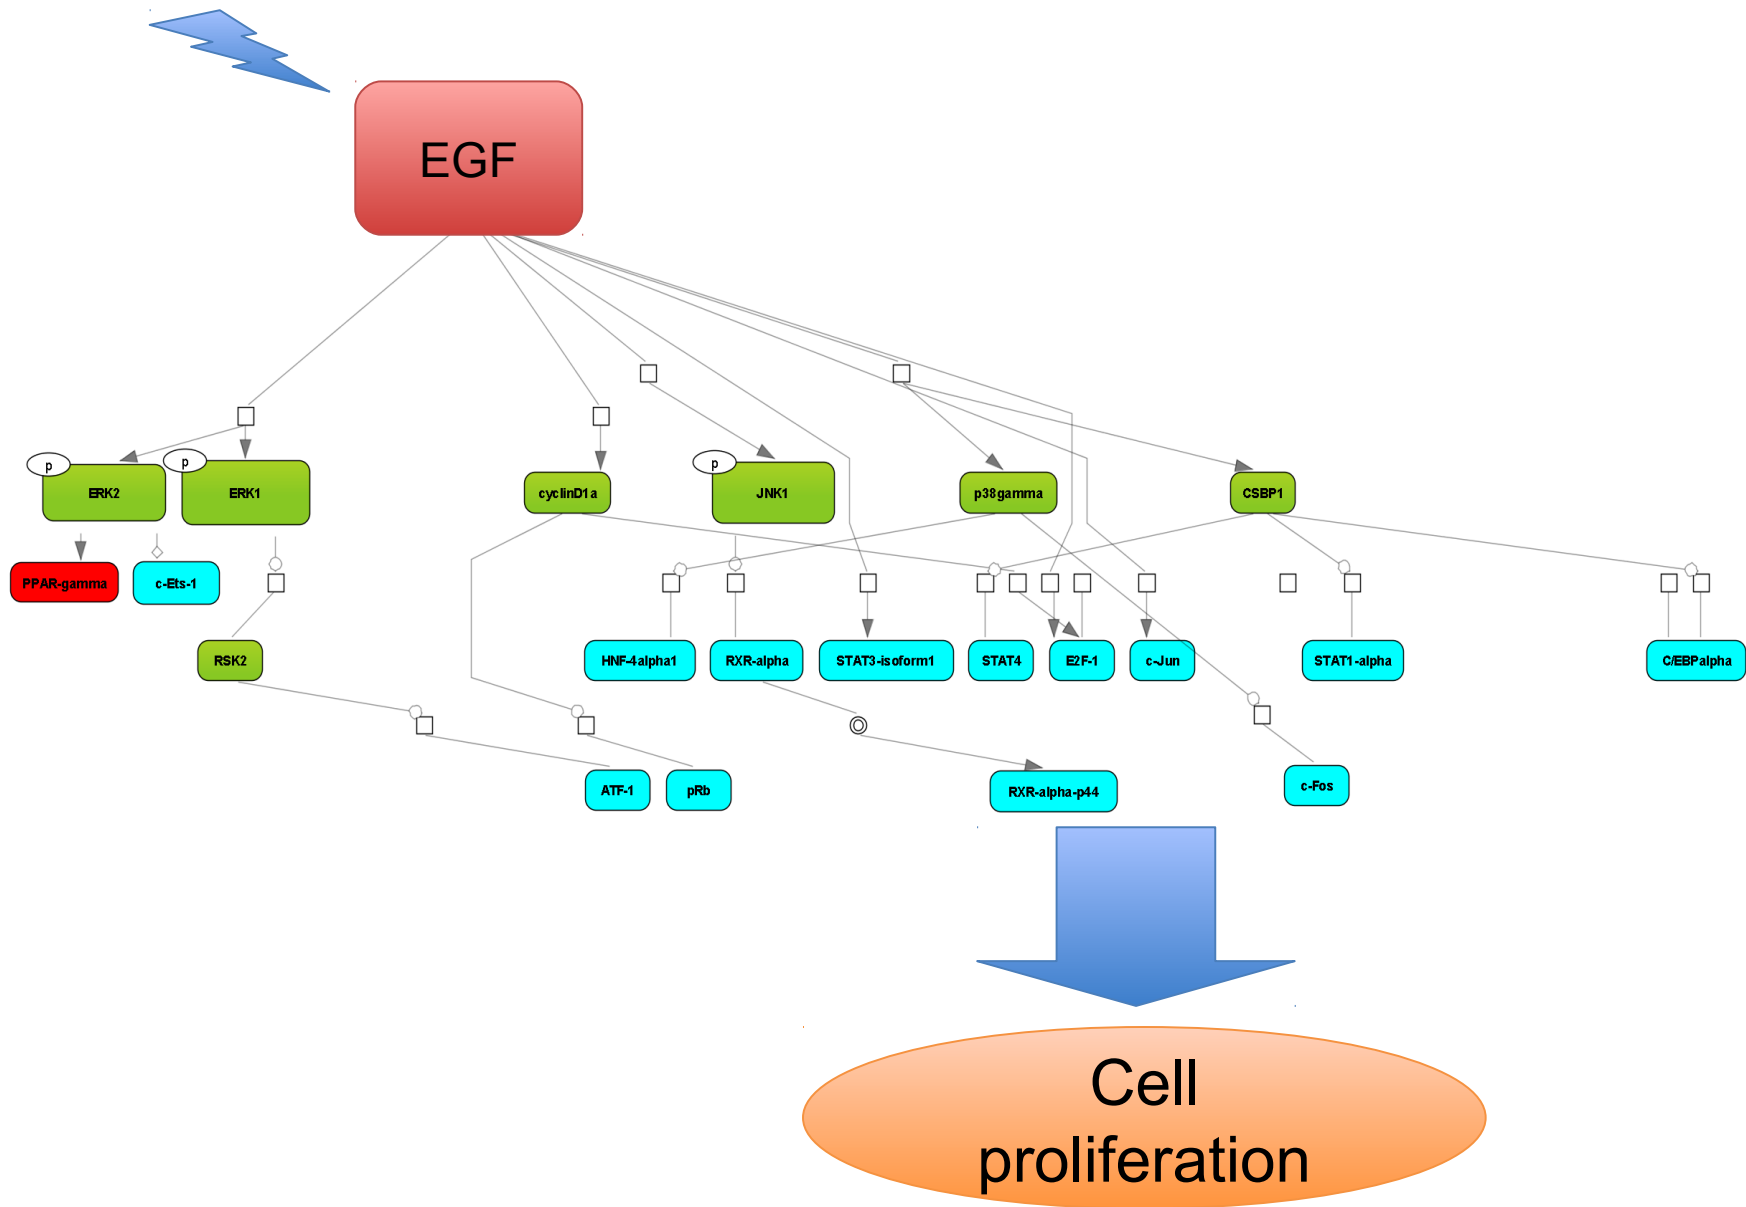 EGF
p
p
p
ERK2
ERK1
cyclinD1a
JNK1
p38gamma
CSBP1
PPAR-gamma
c-Ets-1
RSK2
HNF-4alpha1
RXR-alpha
STAT3-isoform1
STAT4
E2F-1
c-Jun
STAT1-alpha
C/EBPalpha
ATF-1
pRb
RXR-alpha-p44
c-Fos
Cell
proliferation